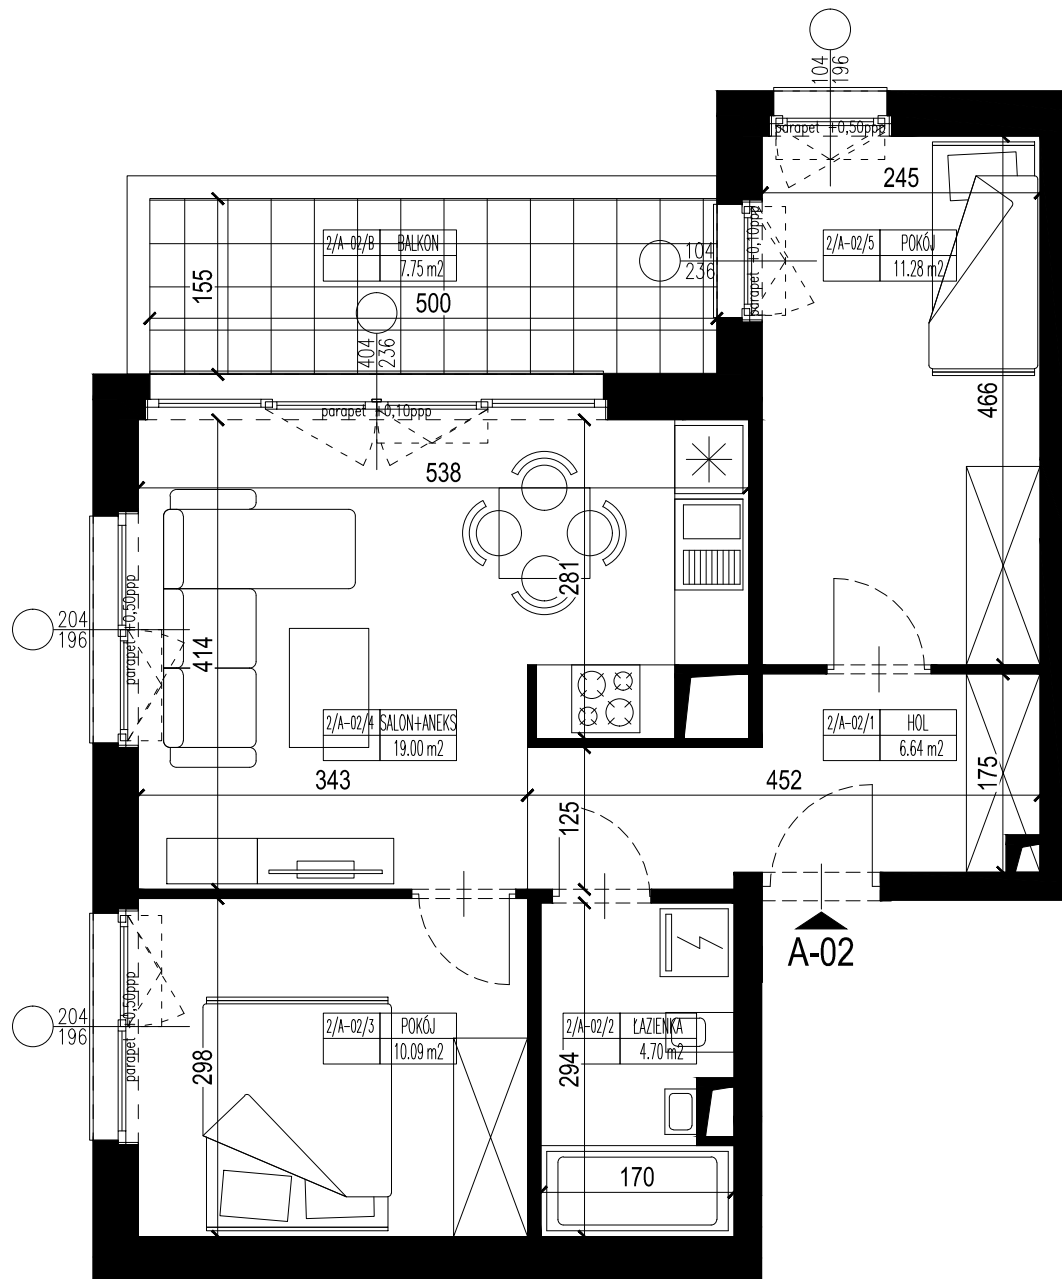 104
196
parapet +0,50ppp
245
2/A-02/B BALKON
7.75 m2
155
500
104
236
parapet +0,10ppp
2/A-02/5 POKÓJ
11.28 m2
404
236
parapet +0,10ppp
466
538
281
204
196
parapet +0,50ppp
414
2/A-02/4 SALON+ANEKS
19.00 m2
2/A-02/1 HOL
6.64 m2
343
452
175
125
A-02
204
196
parapet +0,50ppp
298
2/A-02/3 POKÓJ
10.09 m2
2/A-02/2 ŁAZIENKA
4.70 m2
294
170